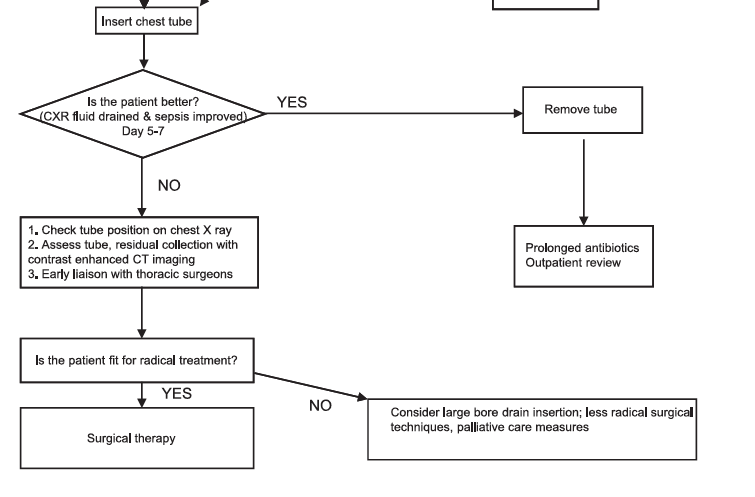 Insert chest tube
Is the patient better?
(CXR fluid drained & sepsis improved)
Day 5-7
YES
Remove tube
NO
1. Check tube position on chest X ray
2. Assess tube, residual collection with
contrast enhanced CT imaging
3. Early liaison with thoracic surgeons
Prolonged antibiotics
Outpatient review
Is the patient fit for radical treatment?
YES
NO
Surgical therapy
Consider large bore drain insertion; less radical surgical
techniques, palliative care measures